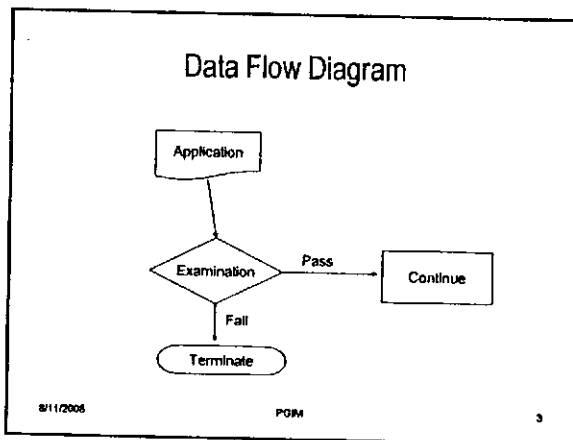 Data Flow Diagram
Application
Examination
Pass
Continue
Fail
Terminate
PGIM
3